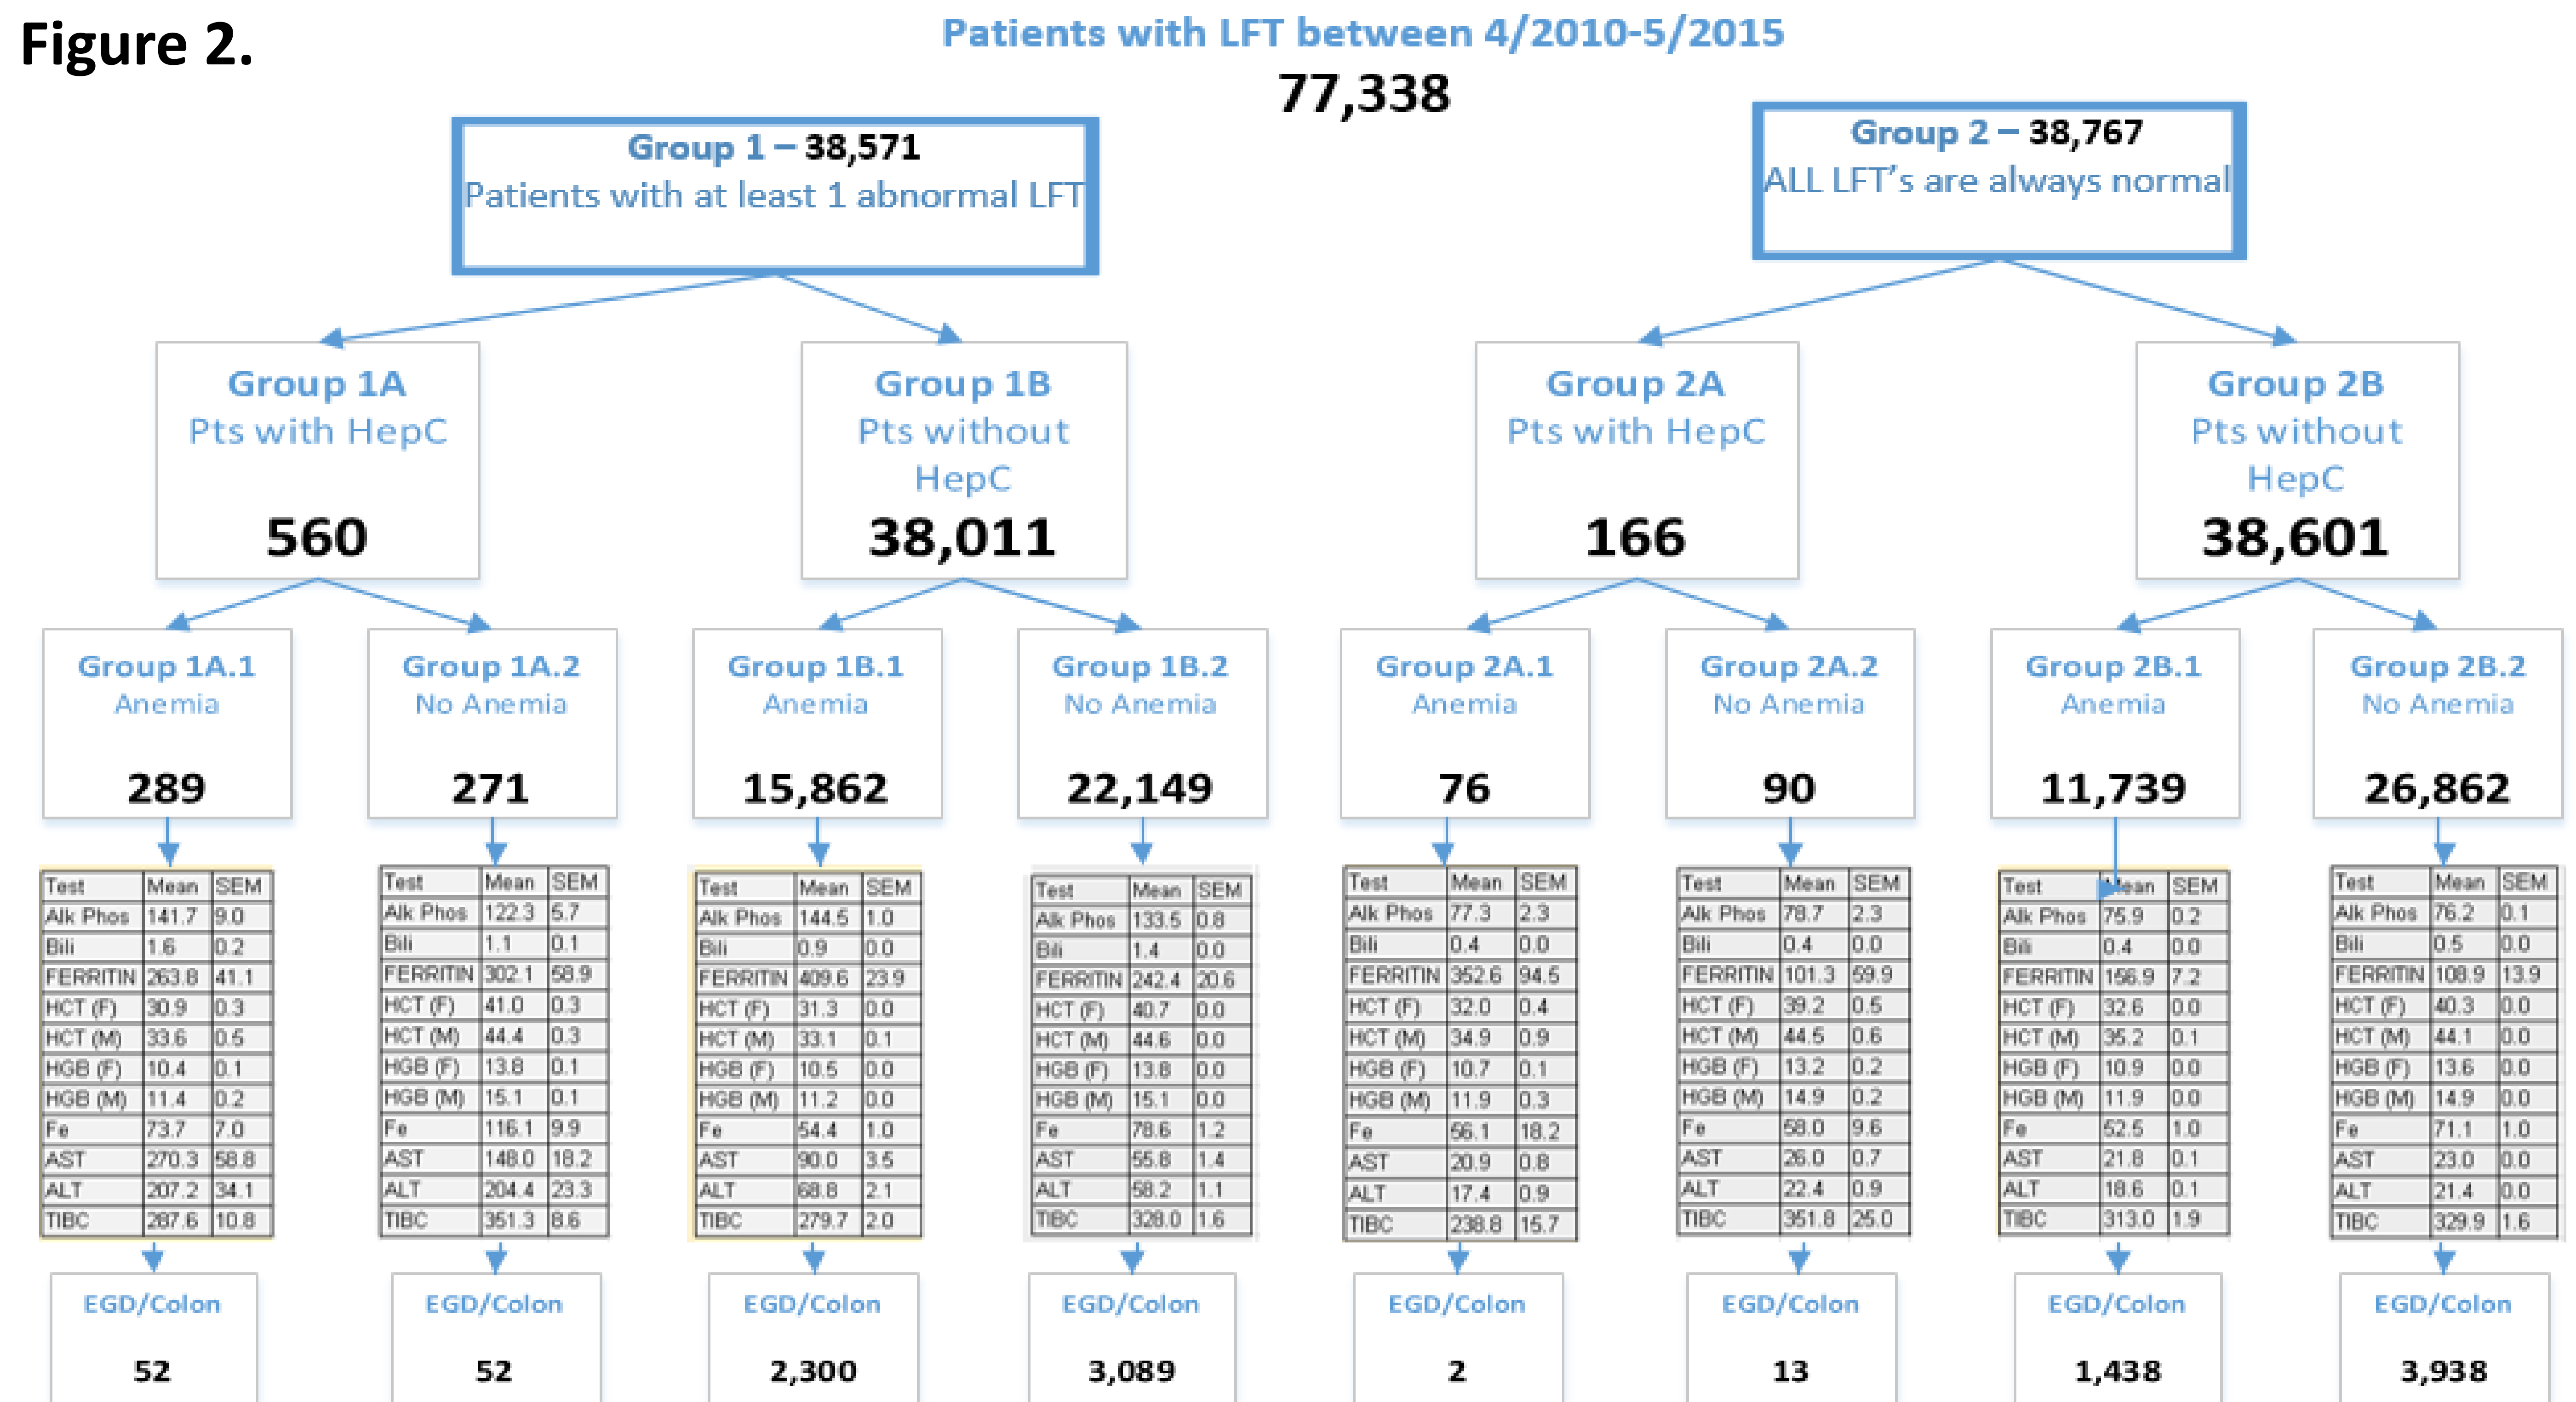 Figure 2.
Patients with LFT between 4/2010-5/2015
77,338
Group 1 – 38,571
Patients with at least 1 abnormal LFT
Group 2 – 38,767
ALL LFT's are always normal
Group 1A
Pts with HepC
560
Group 1B
Pts without
HepC
38,011
Group 2A
Pts with HepC
166
Group 2B
Pts without
HepC
38,601
Group 1A.1
Anemia
289
Group 1A.2
No Anemia
271
Group 1B.1
Anemia
15,862
Group 1B.2
No Anemia
22,149
Group 2A.1
Anemia
76
Group 2A.2
No Anemia
90
Group 2B.1
Anemia
11,739
Group 2B.2
No Anemia
26,862
Test Mean SEM
Alk Phos 141.7 9.0
Bili 1.6 0.2
FERRITIN 263.8 41.1
HCT (F) 30.9 0.3
HCT (M) 33.6 0.5
HGB (F) 10.4 0.1
HGB (M) 11.4 0.2
Fe 73.7 7.0
AST 270.3 58.8
ALT 207.2 34.1
TIBC 287.6 10.8
Test Mean SEM
Alk Phos 122.3 5.7
Bili 1.1 0.1
FERRITIN 302.1 58.9
HCT (F) 41.0 0.3
HCT (M) 44.4 0.3
HGB (F) 13.8 0.1
HGB (M) 15.1 0.1
Fe 116.1 9.9
AST 148.0 18.2
ALT 204.4 23.3
TIBC 351.3 8.6
Test Mean SEM
Alk Phos 144.5 1.0
Bili 0.9 0.0
FERRITIN 409.6 23.9
HCT (F) 31.3 0.0
HCT (M) 33.1 0.1
HGB (F) 10.5 0.0
HGB (M) 11.2 0.0
Fe 54.4 1.0
AST 90.0 3.5
ALT 68.8 2.1
TIBC 279.7 2.0
Test Mean SEM
Alk Phos 133.5 0.8
Bili 1.4 0.0
FERRITIN 242.4 20.6
HCT (F) 40.7 0.0
HCT (M) 44.6 0.0
HGB (F) 13.8 0.0
HGB (M) 15.1 0.0
Fe 78.6 1.2
AST 55.8 1.4
ALT 58.2 1.1
TIBC 328.0 1.6
Test Mean SEM
Alk Phos 77.3 2.3
Bili 0.4 0.0
FERRITIN 352.6 94.5
HCT (F) 32.0 0.4
HCT (M) 34.9 0.9
HGB (F) 10.7 0.1
HGB (M) 11.9 0.3
Fe 56.1 18.2
AST 20.9 0.8
ALT 17.4 0.9
TIBC 238.8 15.7
Test Mean SEM
Alk Phos 78.7 2.3
Bili 0.4 0.0
FERRITIN 101.3 59.9
HCT (F) 39.2 0.5
HCT (M) 44.5 0.6
HGB (F) 13.2 0.2
HGB (M) 14.9 0.2
Fe 58.0 9.6
AST 26.0 0.7
ALT 22.4 0.9
TIBC 351.8 25.0
Test Mean SEM
Alk Phos 75.9 0.2
Bili 0.4 0.0
FERRITIN 156.9 7.2
HCT (F) 32.6 0.0
HCT (M) 35.2 0.1
HGB (F) 10.9 0.0
HGB (M) 11.9 0.0
Fe 52.5 1.0
AST 21.8 0.1
ALT 18.6 0.1
TIBC 313.0 1.9
Test Mean SEM
Alk Phos 76.2 0.1
Bili 0.5 0.0
FERRITIN 108.9 13.9
HCT (F) 40.3 0.0
HCT (M) 44.1 0.0
HGB (F) 13.6 0.0
HGB (M) 14.9 0.0
Fe 71.1 1.0
AST 23.0 0.0
ALT 21.4 0.0
TIBC 329.9 1.6
EGD/Colon
52
EGD/Colon
52
EGD/Colon
2,300
EGD/Colon
3,089
EGD/Colon
2
EGD/Colon
13
EGD/Colon
1,438
EGD/Colon
3,938